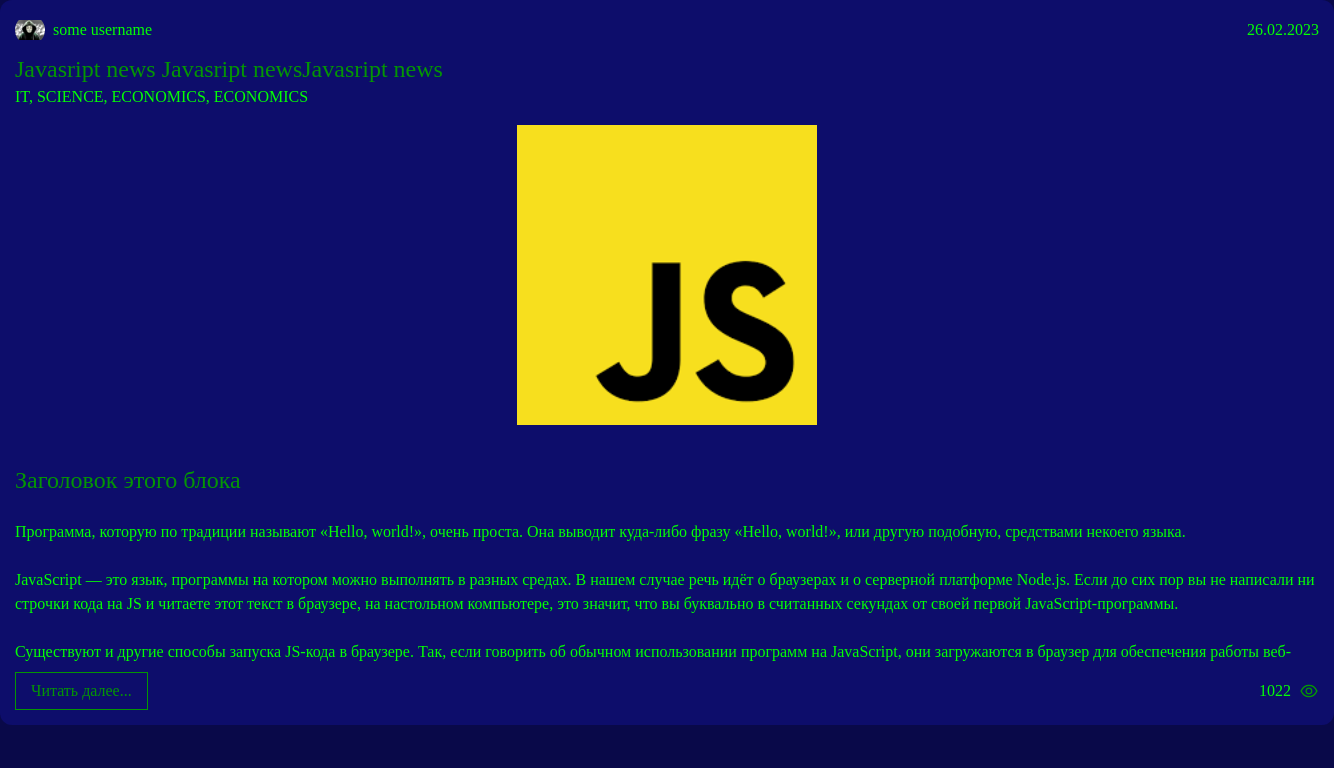 some username
26.02.2023
Javasript news Javasript newsJavasript news
IT, SCIENCE, ECONOMICS, ECONOMICS
JS
Заголовок этого блока
Программа, которую по традиции называют «Hello, world!», очень проста. Она выводит куда-либо фразу «Hello, world!», или другую подобную, средствами некоего языка.
JavaScript — это язык, программы на котором можно выполнять в разных средах. В нашем случае речь идёт о браузерах и о серверной платформе Node.js. Если до сих пор вы не написали ни
строчки кода на JS и читаете этот текст в браузере, на настольном компьютере, это значит, что вы буквально в считанных секундах от своей первой JavaScript-программы.
Существуют и другие способы запуска JS-кода в браузере. Так, если говорить об обычном использовании программ на JavaScript, они загружаются в браузер для обеспечения работы веб-
Читать далее...
1022